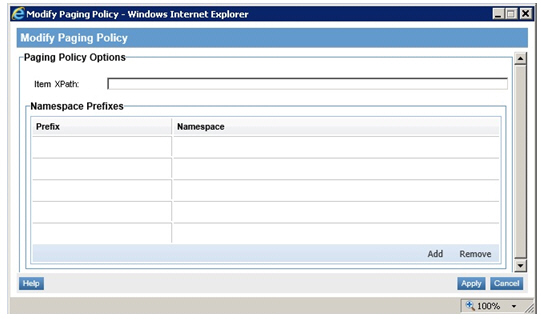 Modify Paging Policy - Windows Internet Explorer
Modify Paging Policy
Paging Policy Options
Item XPath:
Namespace Prefixes
Prefix Namespace
Add Remove
Help Apply Cancel
100%